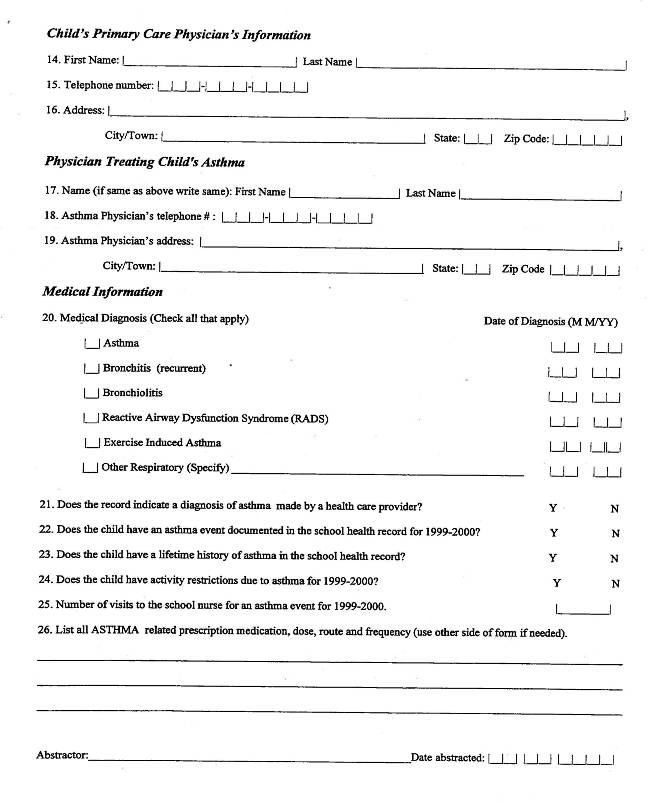 Child's Primary Care Physician's Information
14. First Name: Last Name
15. Telephone number: - -
16. Address: ,
City/Town: State: Zip Code:
Physician Treating Child's Asthma
17. Name (if same as above write same): First Name Last Name
18. Asthma Physician's telephone # : - -
19. Asthma Physician's address: ,
City/Town: State: Zip Code
Medical Information
20. Medical Diagnosis (Check all that apply) Date of Diagnosis (M M/YY)
Asthma
Bronchitis (recurrent)
Bronchiolitis
Reactive Airway Dysfunction Syndrome (RADS)
Exercise Induced Asthma
Other Respiratory (Specify)
21. Does the record indicate a diagnosis of asthma made by a health care provider? Y N
22. Does the child have an asthma event documented in the school health record for 1999-2000? Y N
23. Does the child have a lifetime history of asthma in the school health record? Y N
24. Does the child have activity restrictions due to asthma for 1999-2000? Y N
25. Number of visits to the school nurse for an asthma event for 1999-2000.
26. List all ASTHMA related prescription medication, dose, route and frequency (use other side of form if needed).
Abstractor: Date abstracted: